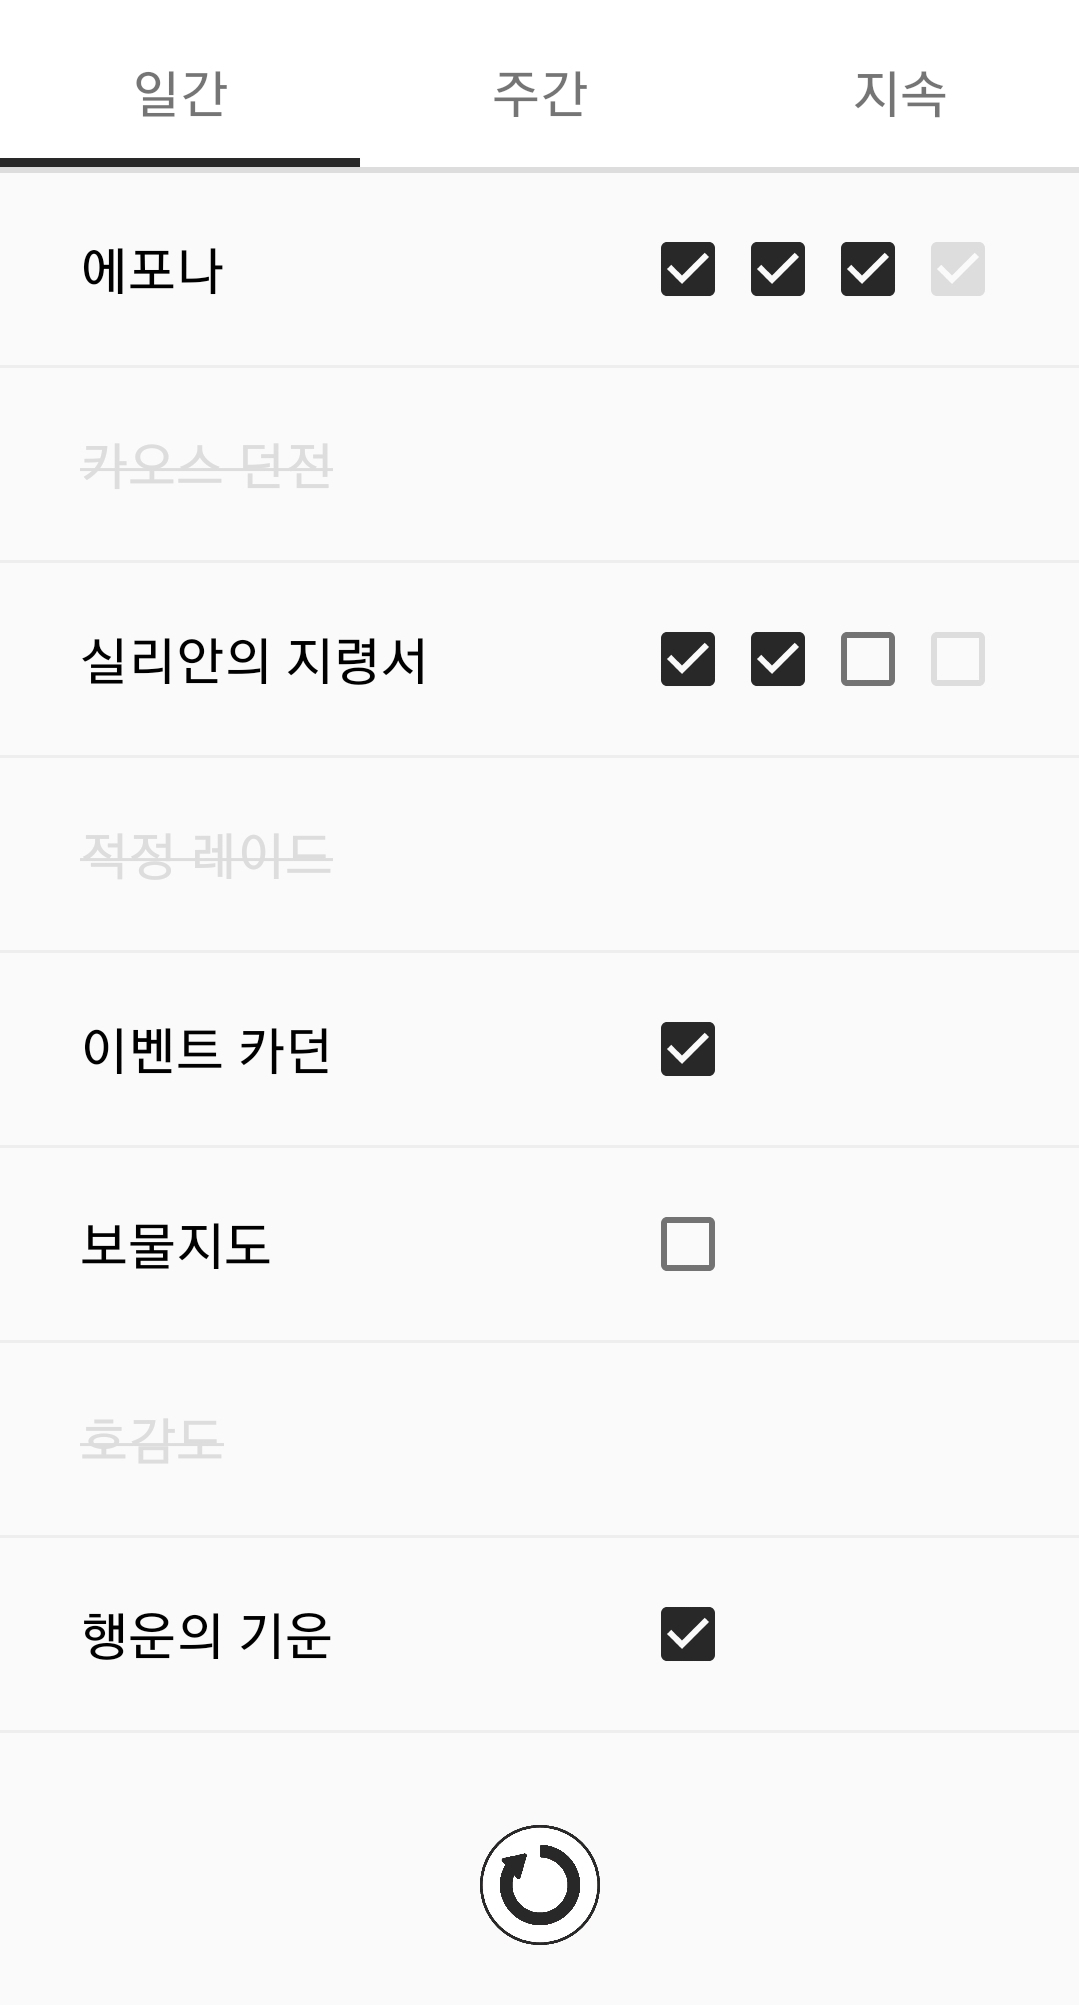 일간 주간 지속
에포나
카오스 던전
실리안의 지령서
적정 레이드
이벤트 카던
보물지도
호감도
행운의 기운